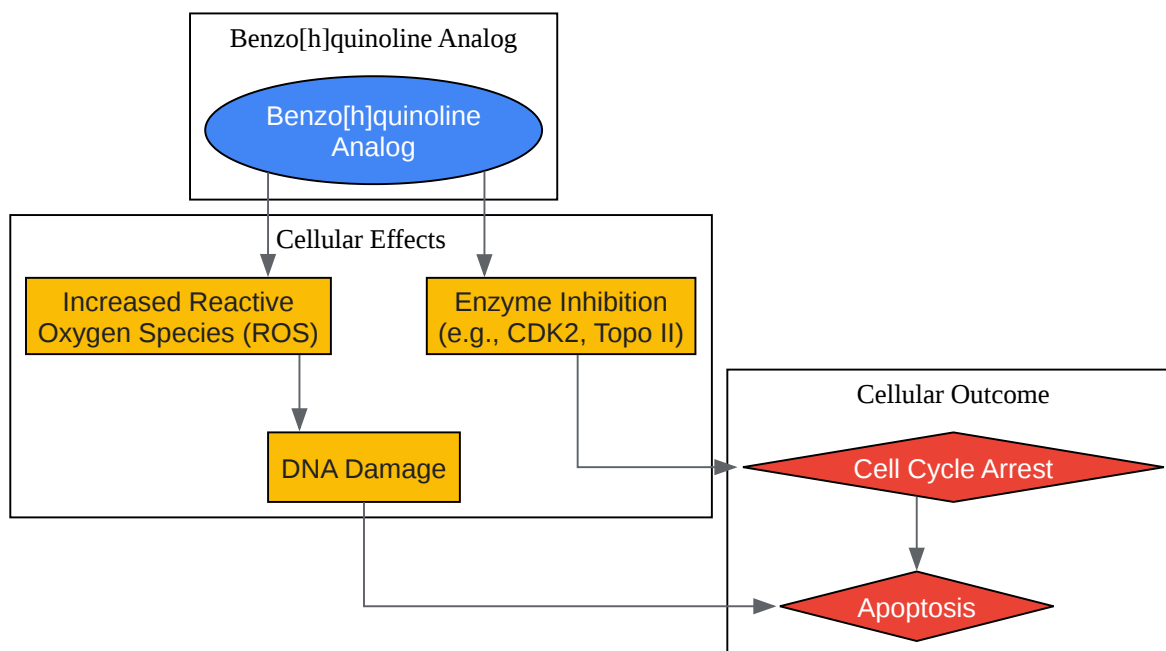 Benzo[h]quinoline Analog
Benzo[h]quinoline
Analog
Cellular Effects
Increased Reactive
Oxygen Species (ROS)
Enzyme Inhibition
(e.g., CDK2, Topo II)
Cellular Outcome
DNA Damage
Cell Cycle Arrest
Apoptosis